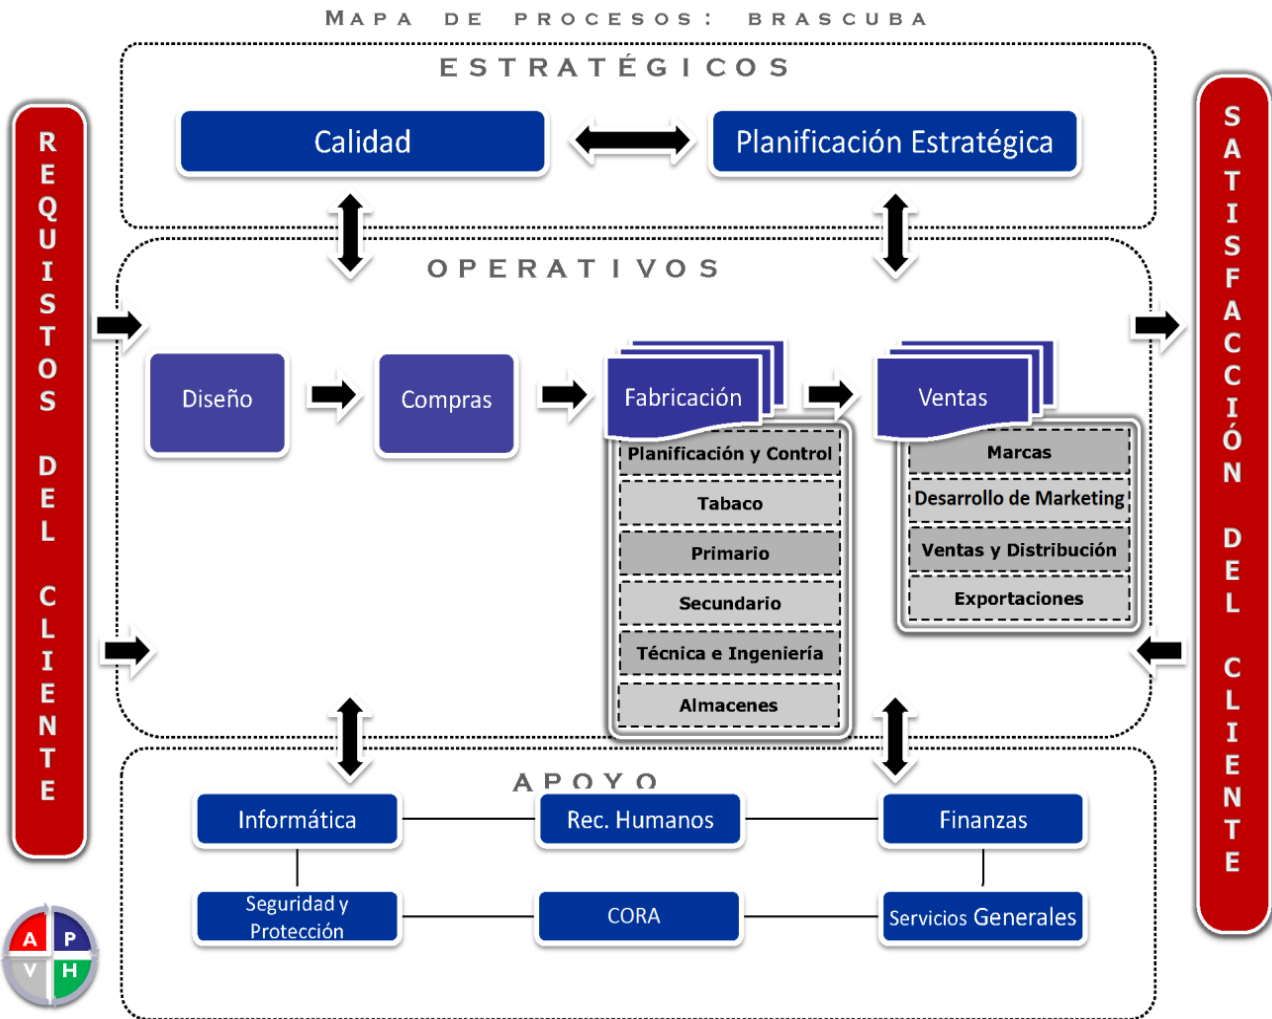 MAPA DE PROCESOS: BRASCUBA
ESTRATÉGICOS
Calidad
Planificación Estratégica
REQUISTOS DEL CLIENTE
OPERATIVOS
Diseño
Compras
Fabricación
Planificación y Control
Tabaco
Primario
Secundario
Técnica e Ingeniería
Almacenes
Ventas
Marcas
Desarrollo de Marketing
Ventas y Distribución
Exportaciones
SATISFACCIÓN DEL CLIENTE
APOYO
Informática
Rec. Humanos
Finanzas
Seguridad y
Protección
CORA
Servicios Generales
A P
V H